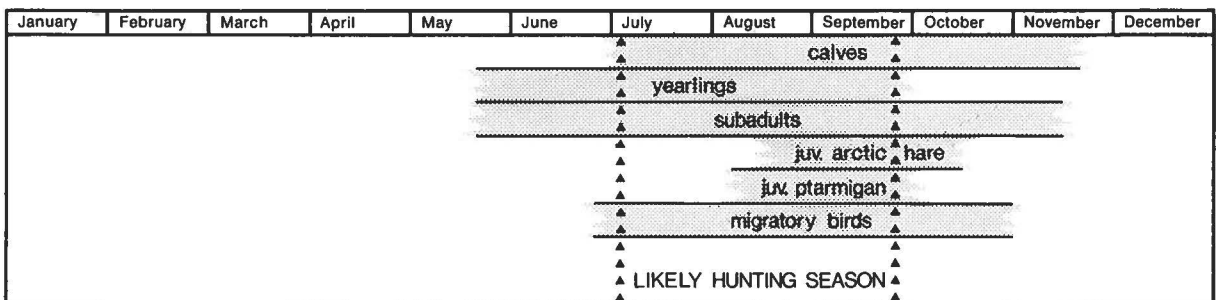 January February March April May June July August September October November December
calves
yearlings
subadults
juv. arctic hare
juv. ptarmigan
migratory birds
LIKELY HUNTING SEASON